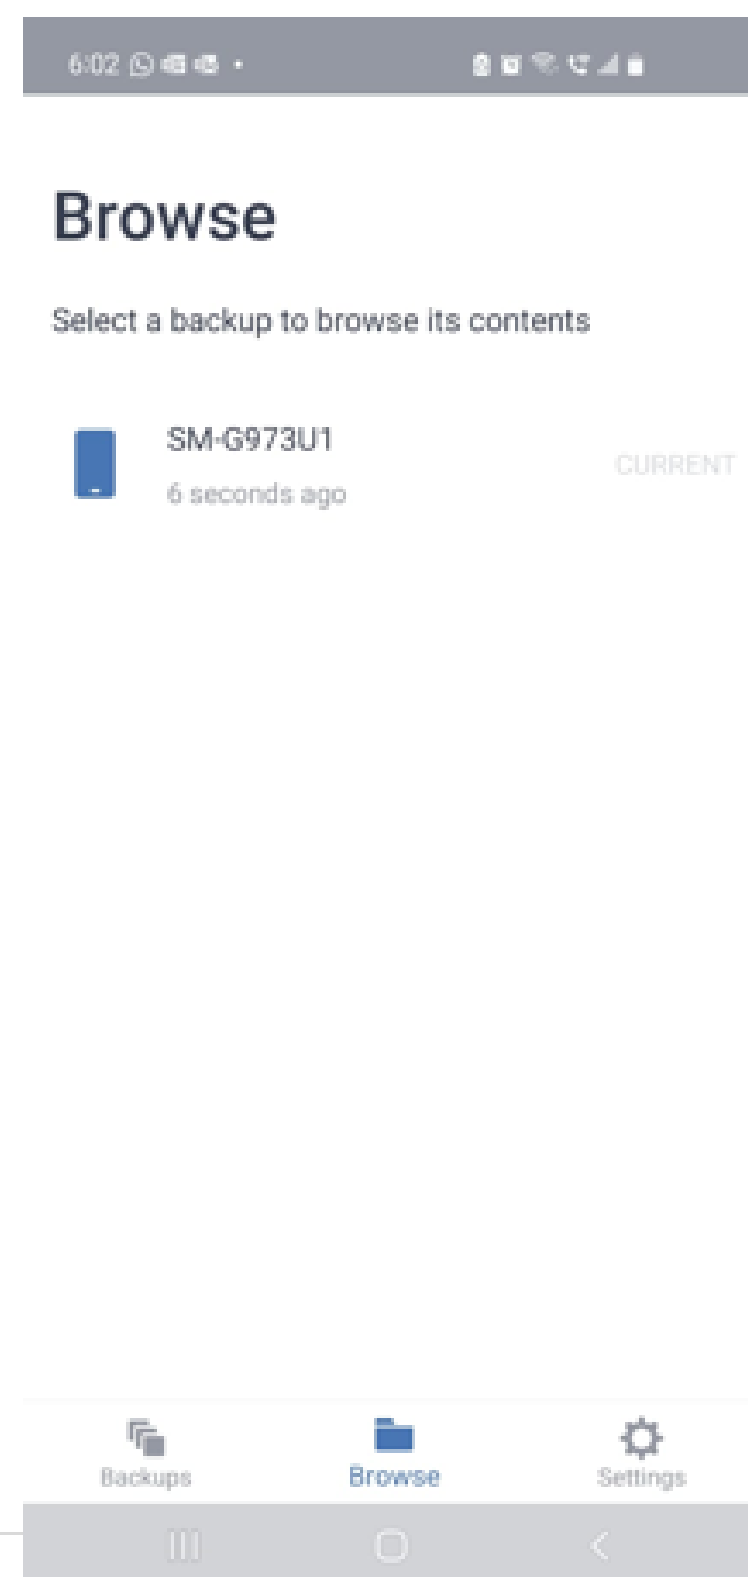 6:02
Browse
Select a backup to browse its contents
SM-G973U1
CURRENT
6 seconds ago
Backups
Browse
Settings